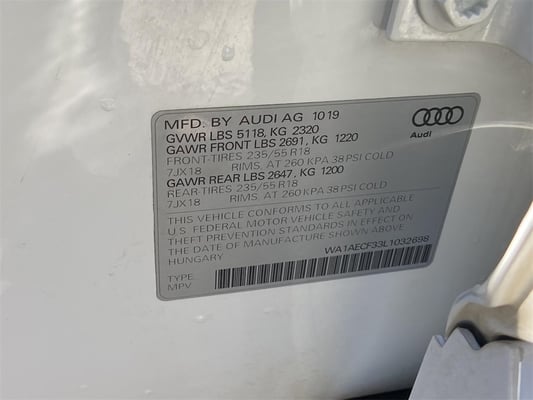 MFD. BY AUDI AG 10 19
GVWR LBS 5118, KG 2320
GAWR FRONT LBS 2691, KG 1220
FRONT-TIRES 235/55 R18
7JX18 RIMS. AT 260 KPA 38 PSI COLD
GAWR REAR LBS 2647, KG 1200
REAR-TIRES 235/55 R18
7JX18 RIMS, AT 260 KPA 38 PSI COLD
Audi
THIS VEHICLE CONFORMS TO ALL APPLICABLE
U.S. FEDERAL MOTOR VEHICLE SAFETY AND
THEFT PREVENTION STANDARDS IN EFFECT ON
THE DATE OF MANUFACTURE SHOWN ABOVE.
HUNGARY
WA1AECF33L1032698
TYPE:
MPV